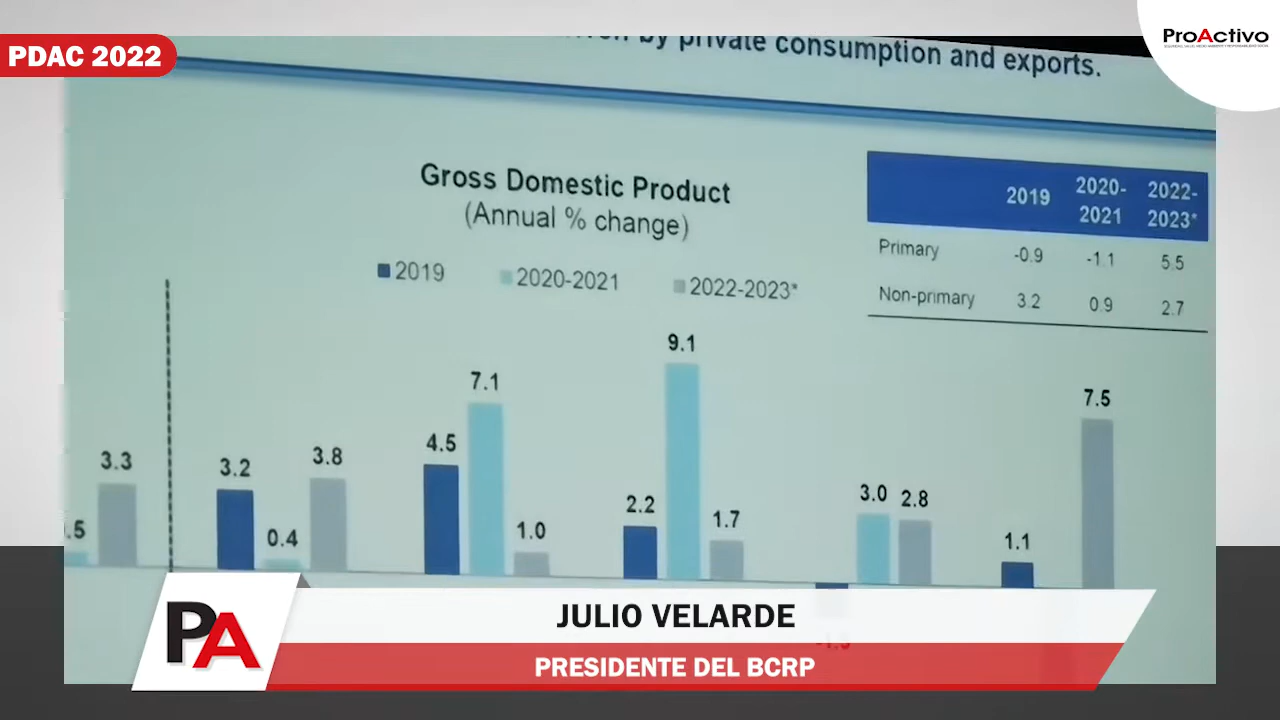 PDAC 2022
ProActivo
by private consumption and exports.
Gross Domestic Product
(Annual % change)
2019 2020-2021 2022-2023*
2019 2020-2021 2022-2023*
Primary -0.9 -1.1 5.5
Non-primary 3.2 0.9 2.7
.5 3.3
3.2 0.4 3.8
4.5 7.1 1.0
2.2 9.1 1.7
3.0 2.8
1.1 7.5
PA
JULIO VELARDE
PRESIDENTE DEL BCRP